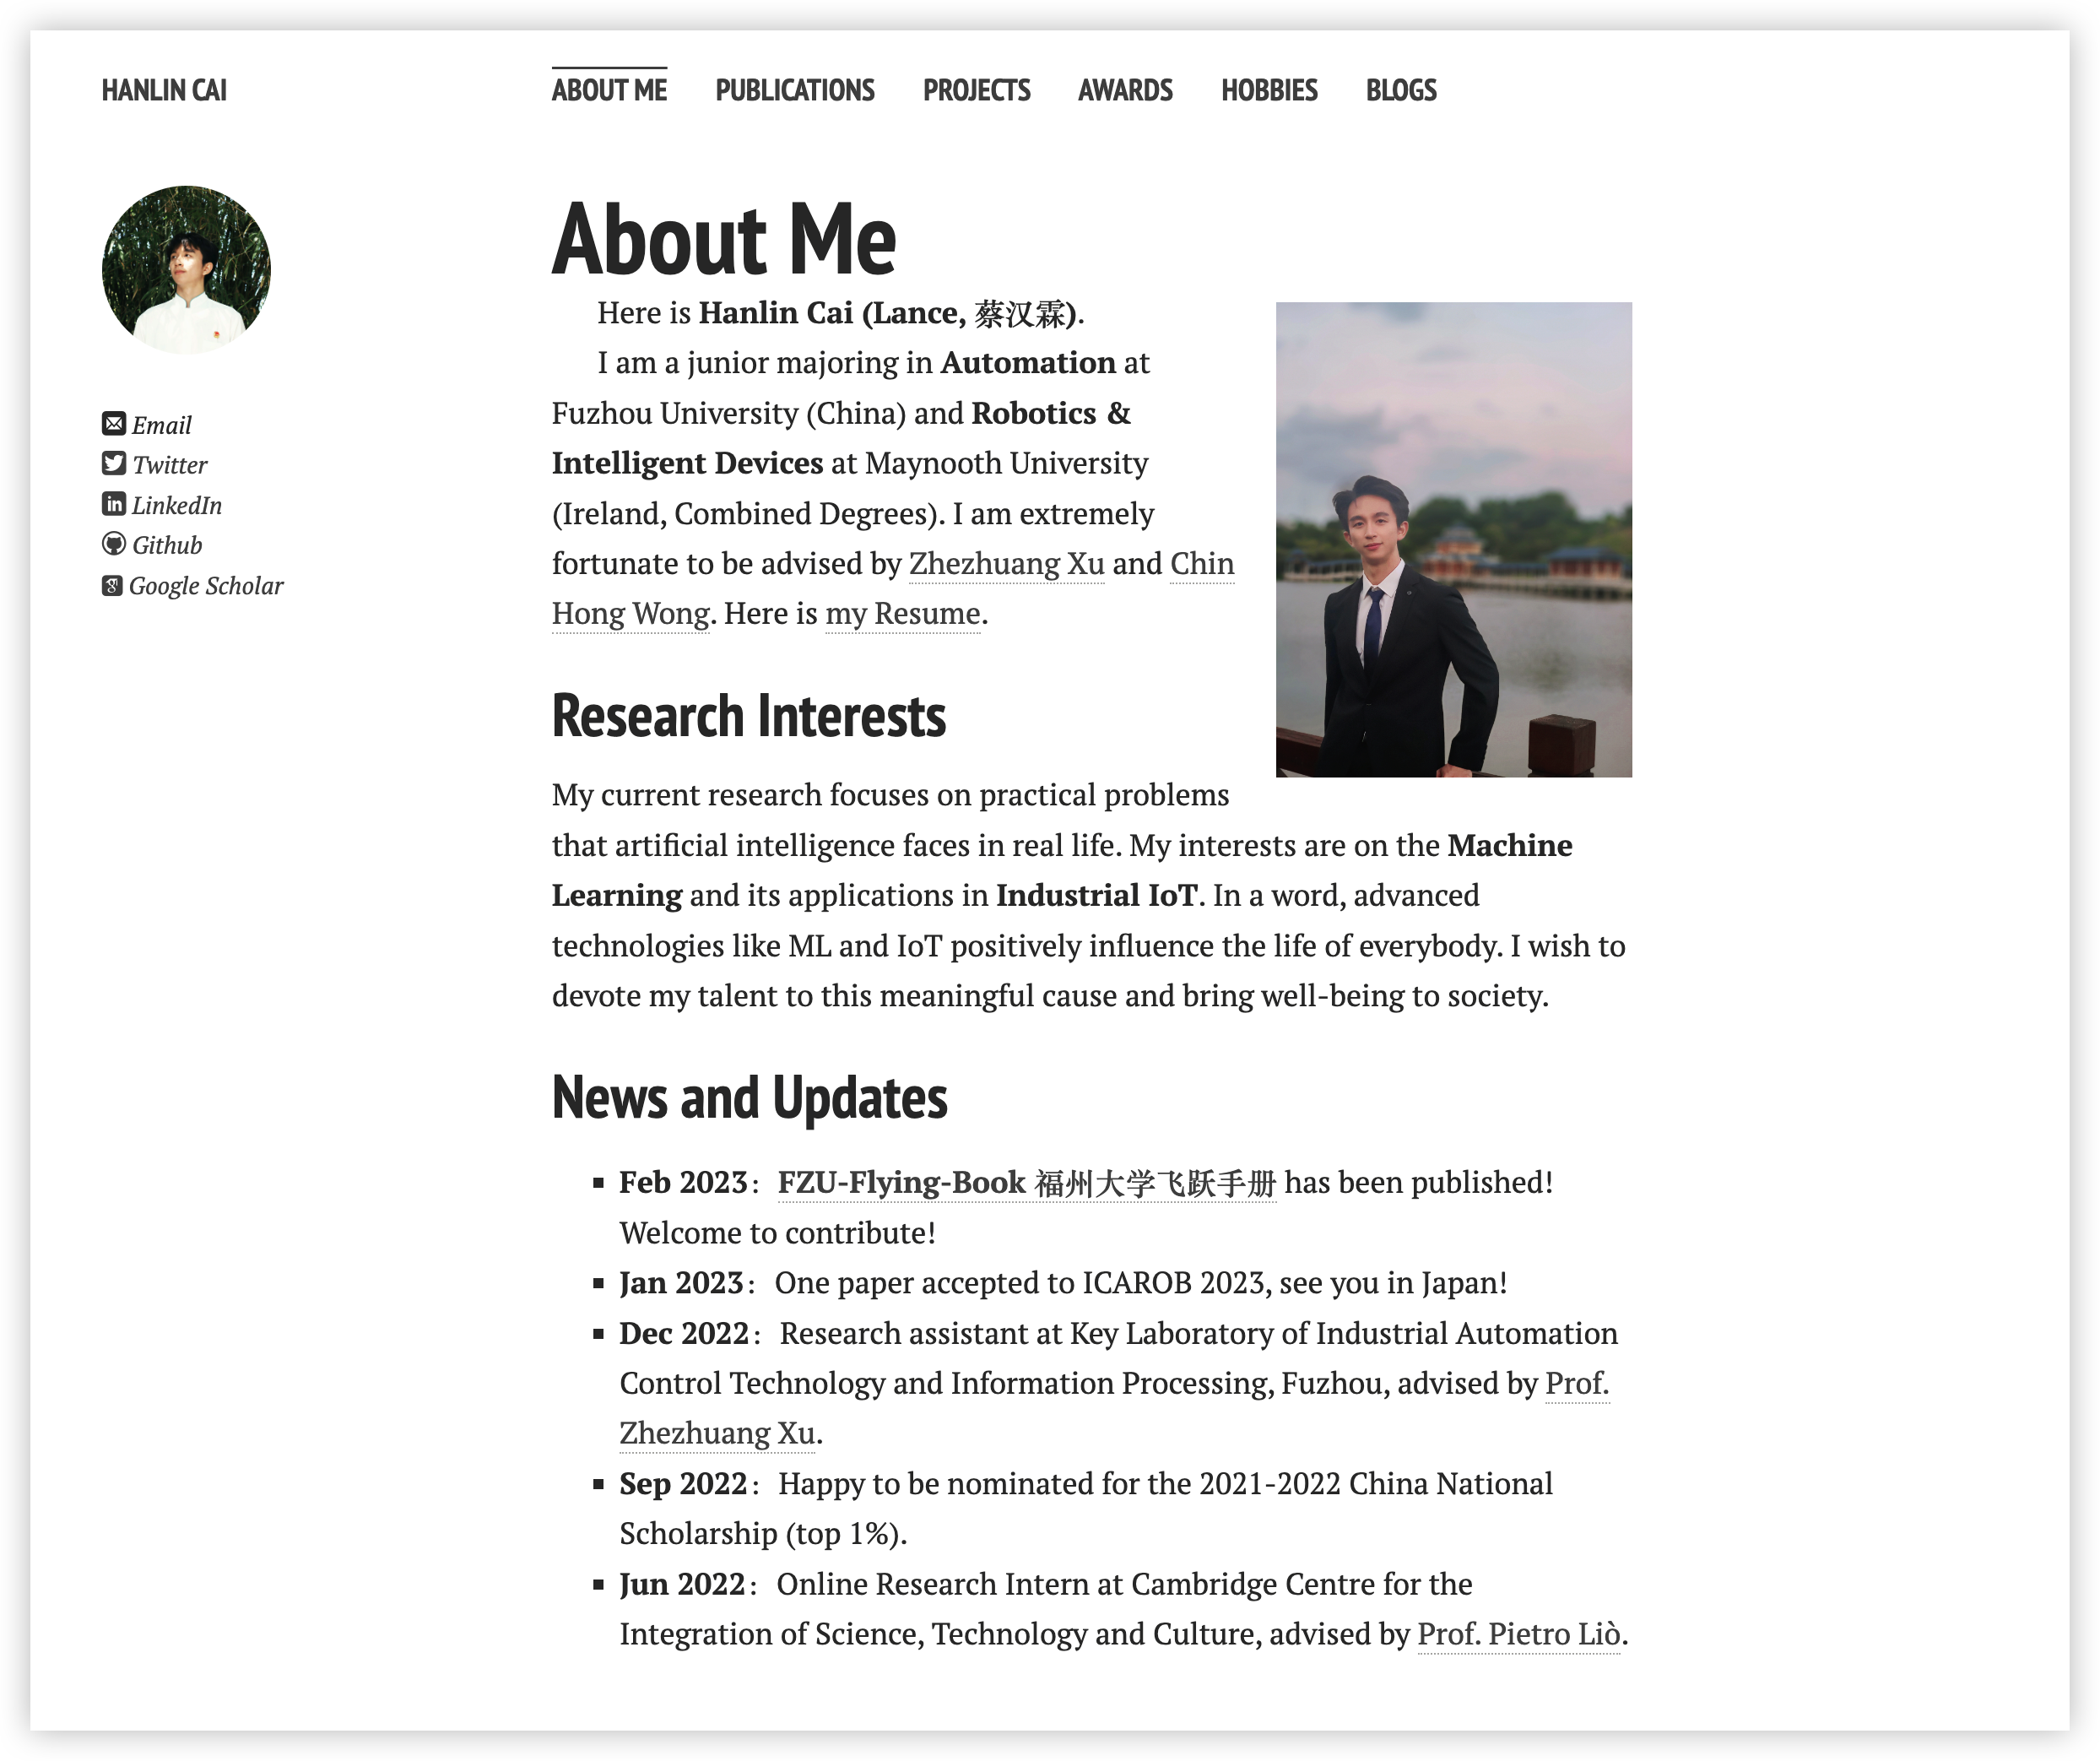 HANLIN CAI
ABOUT ME PUBLICATIONS PROJECTS AWARDS HOBBIES BLOGS
Email
Twitter
LinkedIn
Github
Google Scholar
About Me
Here is Hanlin Cai (Lance, 蔡汉霖).
I am a junior majoring in Automation at
Fuzhou University (China) and Robotics &
Intelligent Devices at Maynooth University
(Ireland, Combined Degrees). I am extremely
fortunate to be advised by Zhezhuang Xu and Chin
Hong Wong. Here is my Resume.
Research Interests
My current research focuses on practical problems
that artificial intelligence faces in real life. My interests are on the Machine
Learning and its applications in Industrial IoT. In a word, advanced
technologies like ML and IoT positively influence the life of everybody. I wish to
devote my talent to this meaningful cause and bring well-being to society.
News and Updates
▪ Feb 2023： FZU-Flying-Book 福州大学飞跃手册 has been published!
Welcome to contribute!
▪ Jan 2023： One paper accepted to ICAROB 2023, see you in Japan!
▪ Dec 2022： Research assistant at Key Laboratory of Industrial Automation
Control Technology and Information Processing, Fuzhou, advised by Prof.
Zhezhuang Xu.
▪ Sep 2022： Happy to be nominated for the 2021-2022 China National
Scholarship (top 1%).
▪ Jun 2022： Online Research Intern at Cambridge Centre for the
Integration of Science, Technology and Culture, advised by Prof. Pietro Liò.